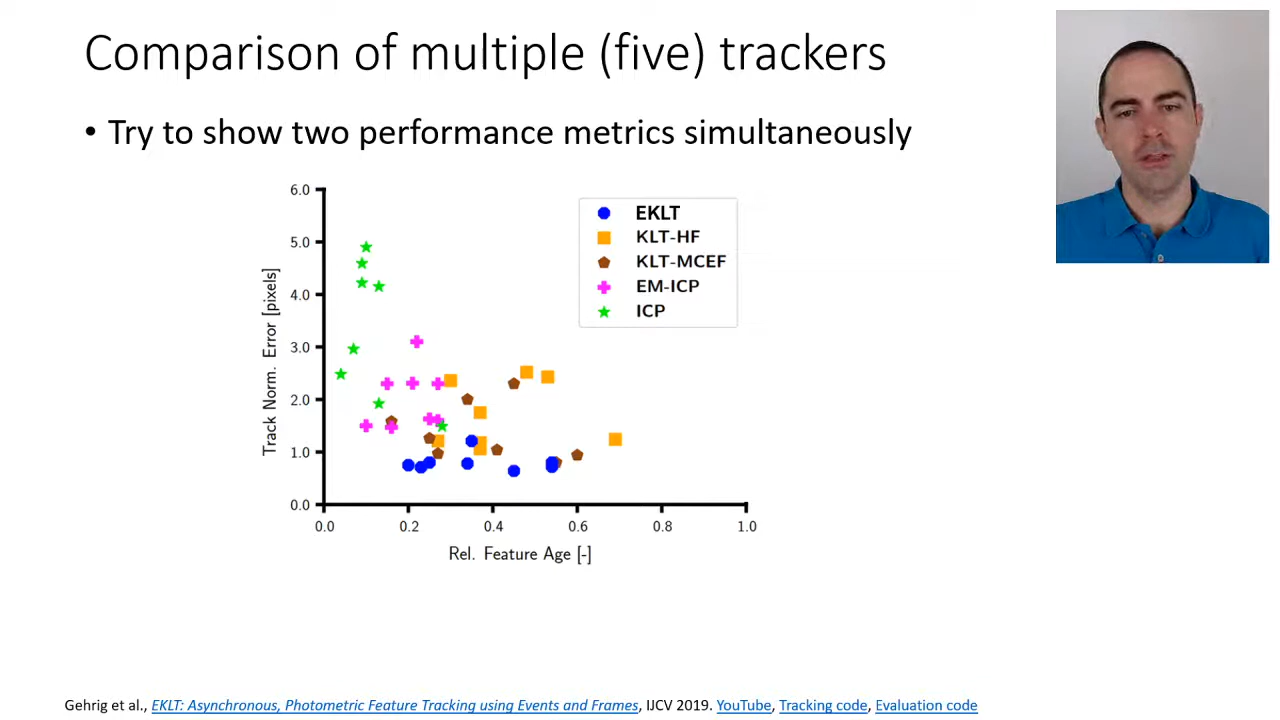 Comparison of multiple (five) trackers
• Try to show two performance metrics simultaneously
6.0
5.0
4.0
3.0
2.0
1.0
0.0
Track Norm. Error [pixels]
EKLT
KLT-HF
KLT-MCEF
EM-ICP
ICP
0.0 0.2 0.4 0.6 0.8 1.0
Rel. Feature Age [-]
Gehrig et al., EKLT: Asynchronous, Photometric Feature Tracking using Events and Frames, IJCV 2019. YouTube, Tracking code, Evaluation code